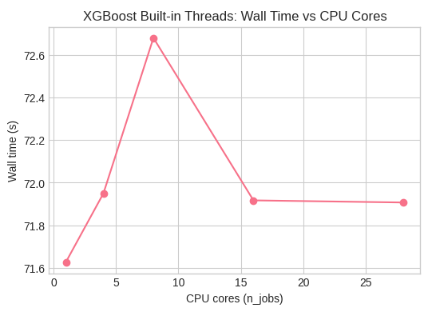 XGBoost Built-in Threads: Wall Time vs CPU Cores
72.6
72.4
72.2
72.0
71.8
71.6
Wall time (s)
0 5 10 15 20 25
CPU cores (n_jobs)